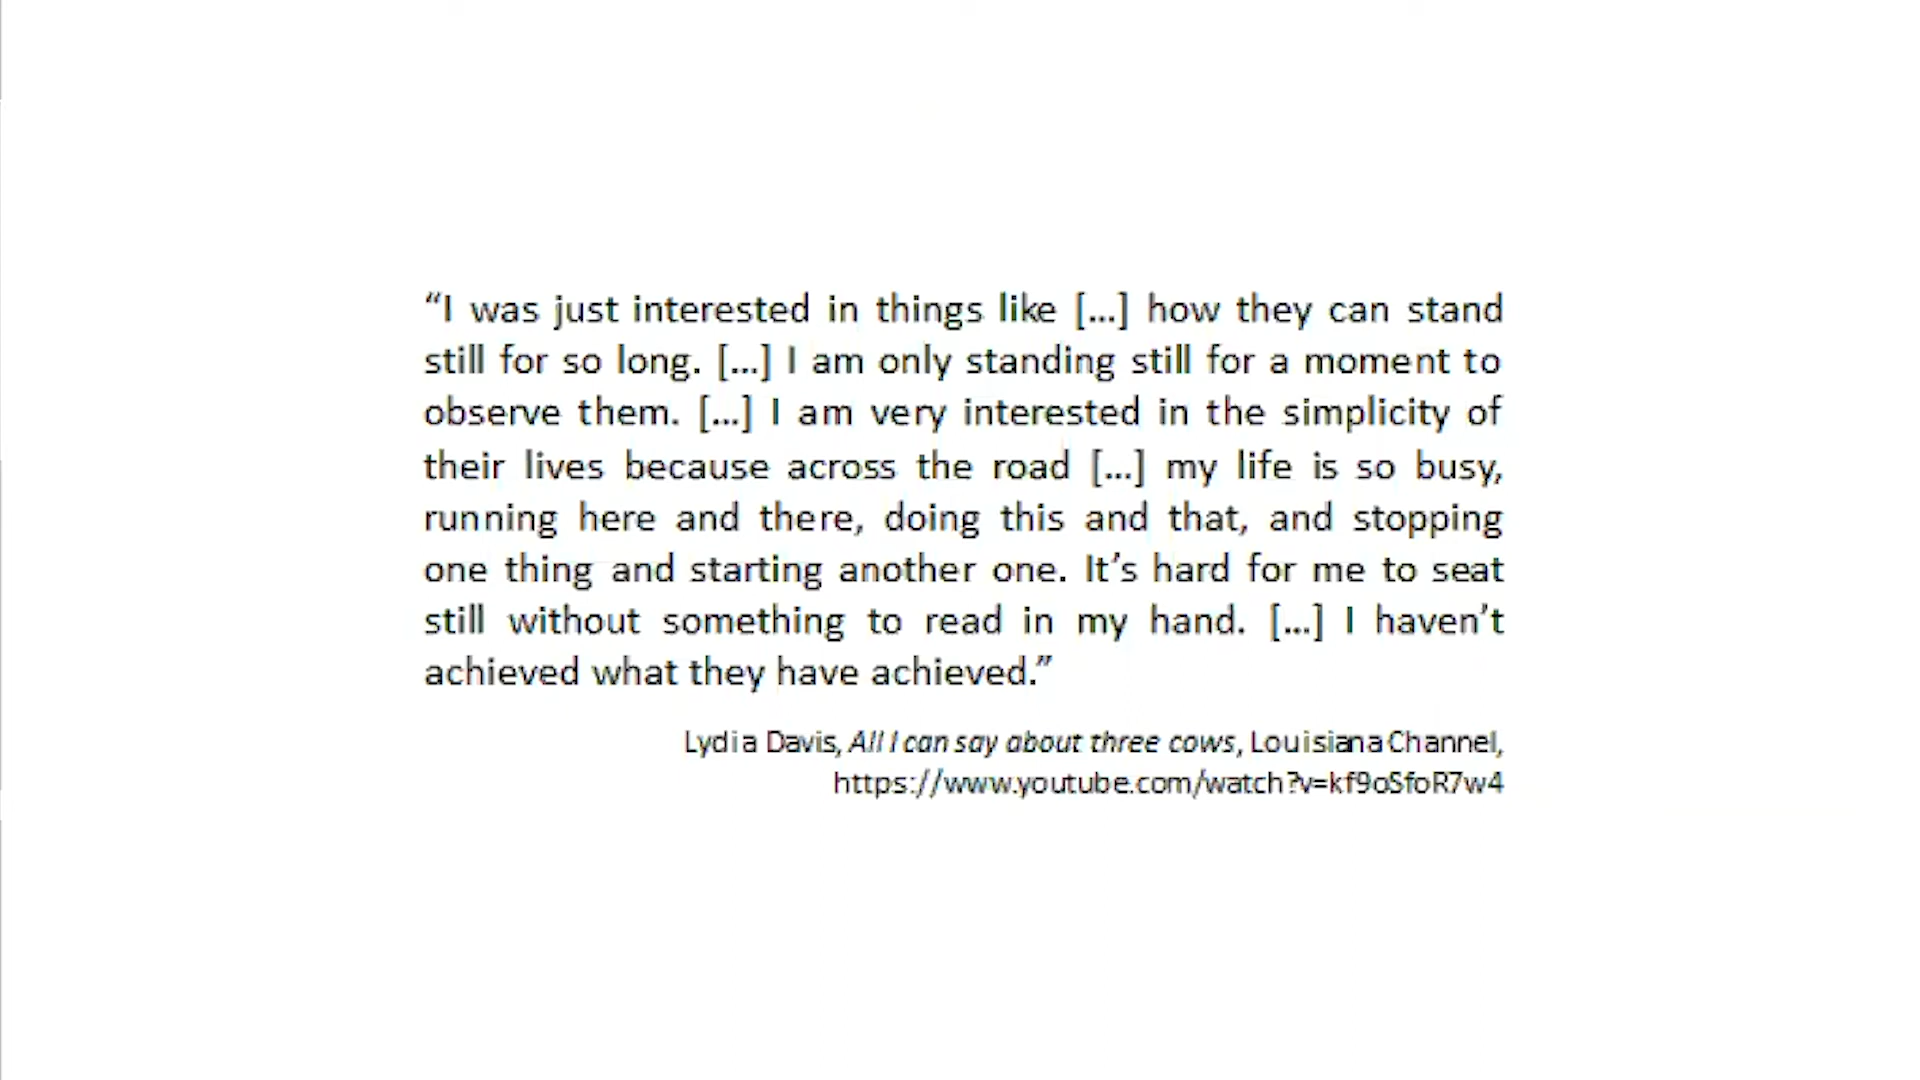 “I was just interested in things like [...] how they can stand
still for so long. [...] I am only standing still for a moment to
observe them. [...] I am very interested in the simplicity of
their lives because across the road [...] my life is so busy,
running here and there, doing this and that, and stopping
one thing and starting another one. It’s hard for me to seat
still without something to read in my hand. [...] I haven’t
achieved what they have achieved.”
Lydia Davis, All I can say about three cows, Louisiana Channel,
https://www.youtube.com/watch?v=kf9oSfoR7w4